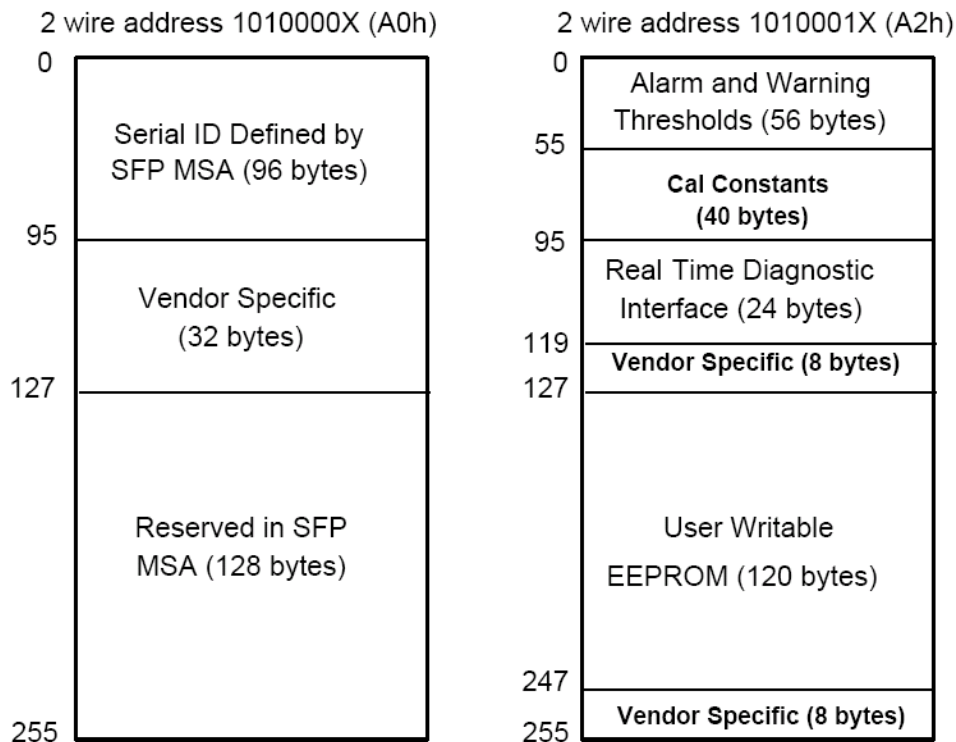 2 wire address 1010000X (A0h)
0
Serial ID Defined by
SFP MSA (96 bytes)
95
Vendor Specific
(32 bytes)
127
Reserved in SFP
MSA (128 bytes)
255
2 wire address 1010001X (A2h)
0
Alarm and Warning
Thresholds (56 bytes)
55
Cal Constants
(40 bytes)
95
Real Time Diagnostic
Interface (24 bytes)
119
Vendor Specific (8 bytes)
127
User Writable
EEPROM (120 bytes)
247
Vendor Specific (8 bytes)
255